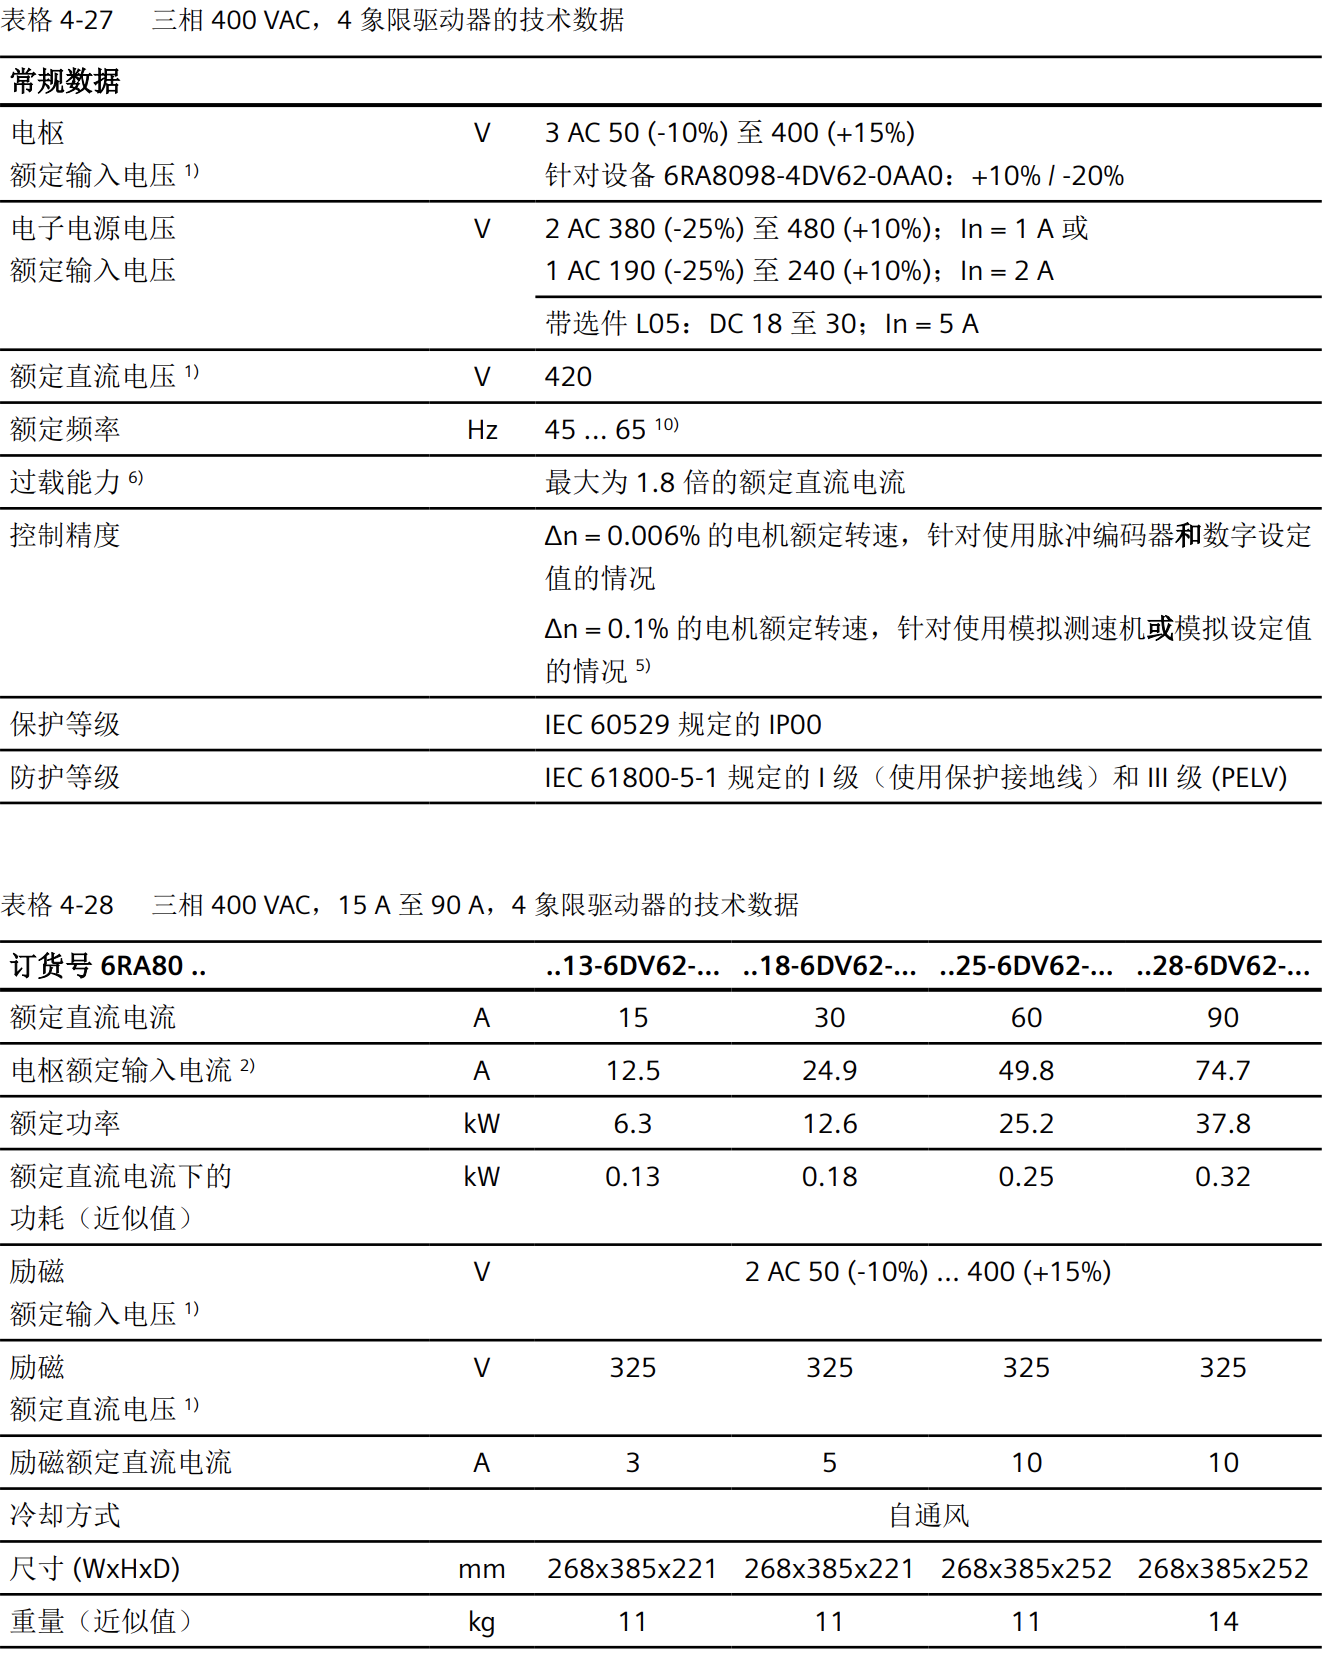 表格 4-27 三相 400 VAC，4 象限驱动器的技术数据
常规数据
电枢 V 3 AC 50 (-10%) 至 400 (+15%)
额定输入电压 1) 针对设备 6RA8098-4DV62-0AA0：+10% / -20%
电子电源电压 V 2 AC 380 (-25%) 至 480 (+10%)；In = 1 A 或
额定输入电压 1 AC 190 (-25%) 至 240 (+10%)；In = 2 A
带选件 L05：DC 18 至 30；In = 5 A
额定直流电压 1) V 420
额定频率 Hz 45 ... 65 10)
过载能力 6) 最大为 1.8 倍的额定直流电流
控制精度 Δn = 0.006% 的电机额定转速，针对使用脉冲编码器和数字设定
值的情况
Δn = 0.1% 的电机额定转速，针对使用模拟测速机或模拟设定值
的情况 5)
保护等级 IEC 60529 规定的 IP00
防护等级 IEC 61800-5-1 规定的 I 级（使用保护接地线）和 III 级 (PELV)
表格 4-28 三相 400 VAC，15 A 至 90 A，4 象限驱动器的技术数据
订货号 6RA80 .. ..13-6DV62-... ..18-6DV62-... ..25-6DV62-... ..28-6DV62-...
额定直流电流 A 15 30 60 90
电枢额定输入电流 2) A 12.5 24.9 49.8 74.7
额定功率 kW 6.3 12.6 25.2 37.8
额定直流电流下的 kW 0.13 0.18 0.25 0.32
功耗（近似值）
励磁 V 2 AC 50 (-10%) ... 400 (+15%)
额定输入电压 1)
励磁 V 325 325 325 325
额定直流电压 1)
励磁额定直流电流 A 3 5 10 10
冷却方式 自通风
尺寸 (WxHxD) mm 268x385x221 268x385x221 268x385x252 268x385x252
重量（近似值） kg 11 11 11 14